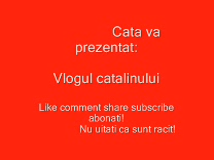 Cata va
prezentat:
Vlogul catalinului
Like comment share subscribe
abonati!
Nu uitati ca sunt racit!